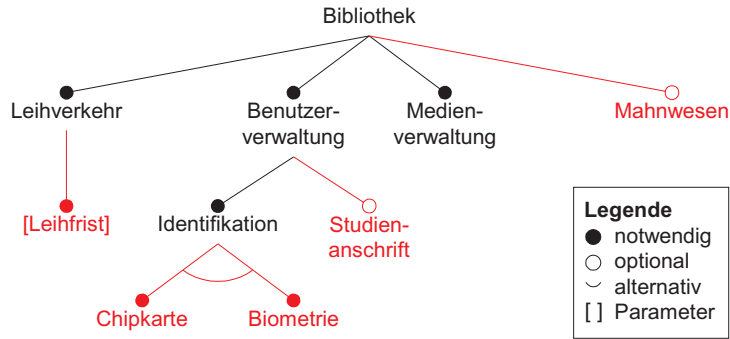 Bibliothek
Leihverkehr
Benutzer-
verwaltung
Medien-
verwaltung
Mahnwesen
[Leihfrist]
Identifikation
Studien-
anschrift
Chipkarte
Biometrie
Legende
notwendig
optional
alternativ
[ ] Parameter